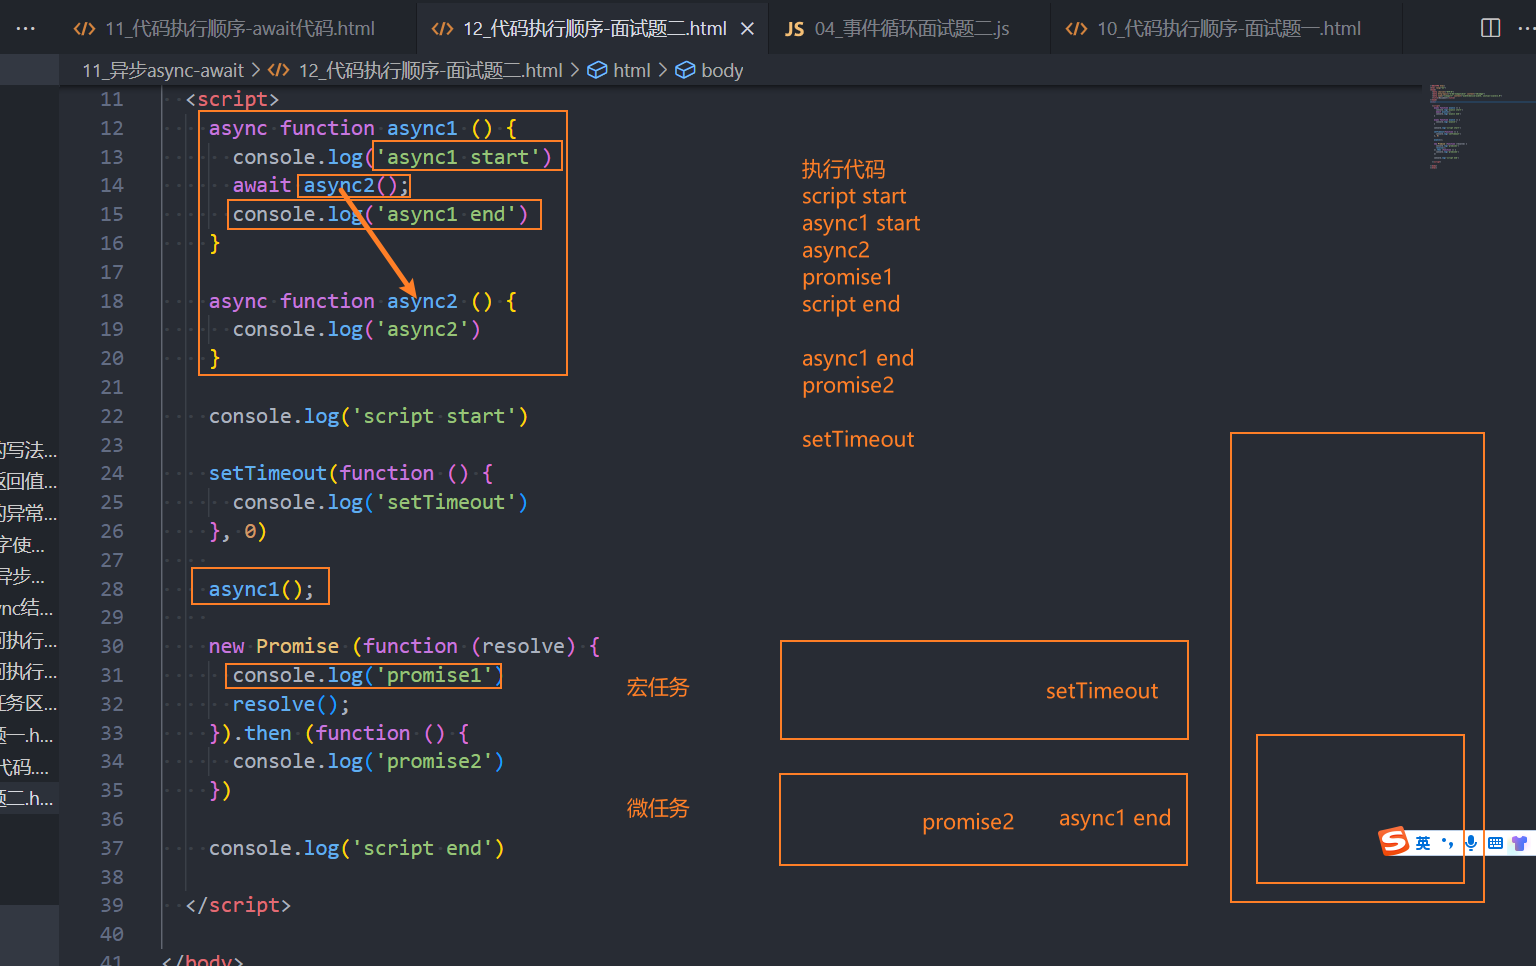 11_代码执行顺序-await代码.html
12_代码执行顺序-面试题二.html
JS 04_事件循环面试题二.js
10_代码执行顺序-面试题一.html
11_异步async-await > 12_代码执行顺序-面试题二.html > html > body
的写法...
返回值...
的异常...
字使...
异步...
nc结...
可执行...
可执行...
任务区...
题一.h...
代码....
题二.h...
11 <script>
12 async function async1 () {
13 console.log('async1 start')
14 await async2();
15 console.log('async1 end')
16 }
17
18 async function async2 () {
19 console.log('async2')
20 }
21
22 console.log('script start')
23
24 setTimeout(function () {
25 console.log('setTimeout')
26 }, 0)
27
28 async1();
29
30 new Promise (function (resolve) {
31 console.log('promise1')
32 resolve();
33 }).then (function () {
34 console.log('promise2')
35 })
36
37 console.log('script end')
38
39 </script>
40
41 </body>
执行代码
script start
async1 start
async2
promise1
script end
async1 end
promise2
setTimeout
宏任务
setTimeout
微任务
promise2 async1 end
S 英